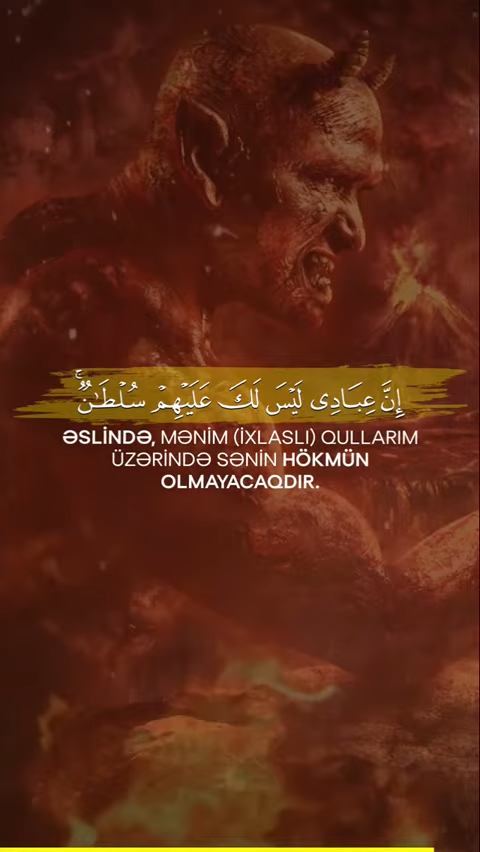 إِنَّ عِبَادِى لَيْسَ لَكَ عَلَيْهِمْ سُلْطَـٰنٌۚ
ƏSLİNDƏ, MƏNİM (İXLASLI) QULLARIM
ÜZƏRİNDƏ SƏNİN HÖKMÜN
OLMAYACAQDIR.